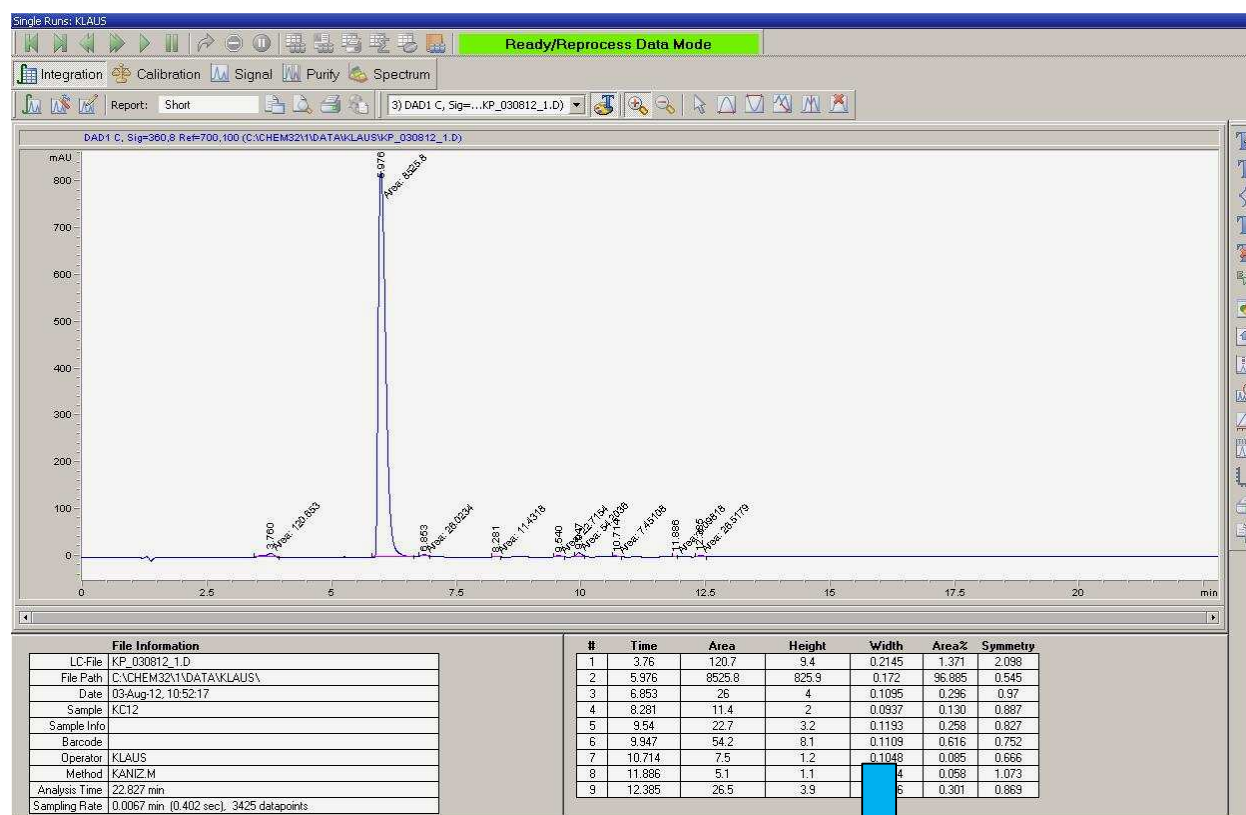 Single Runs: KLAUS
Ready/Reprocess Data Mode
Integration Calibration Signal Purify Spectrum
Report: Short 3) DAD1 C, Sig=...KP_030812_1.D)
DAD1 C, Sig=360,8 Ref=700,100 (C:\CHEM32\1\DATA\KLAUS\KP_030812_1.D)
mAU
800
700
600
500
400
300
200
100
0
5.976 Area: 8525.8
3.760 Area: 120.653
6.853 Area: 26.0234
8.281 Area: 11.4318
9.540 Area: 22.7154
Area: 54.2038
10.714 Area: 7.45108
11.886
0 2.5 5 7.5 10 12.5 15 17.5 20 min
File Information
LC-File KP_030812_1.D
File Path C:\CHEM32\1\DATA\KLAUS\
Date 03-Aug-12, 10:52:17
Sample KC12
Sample Info
Barcode
Operator KLAUS
Method KANIZ.M
Analysis Time 22.827 min
Sampling Rate 0.0067 min (0.402 sec), 3425 datapoints
# Time Area Height Width Area% Symmetry
1 3.76 120.7 9.4 0.2145 1.371 2.098
2 5.976 8525.8 825.9 0.172 96.885 0.545
3 6.853 26 4 0.1095 0.296 0.97
4 8.281 11.4 2 0.0937 0.130 0.887
5 9.54 22.7 3.2 0.1193 0.258 0.827
6 9.947 54.2 8.1 0.1109 0.616 0.752
7 10.714 7.5 1.2 0.1048 0.085 0.666
8 11.886 5.1 1.1 0.058 1.073
9 12.385 26.5 3.9 0.301 0.869